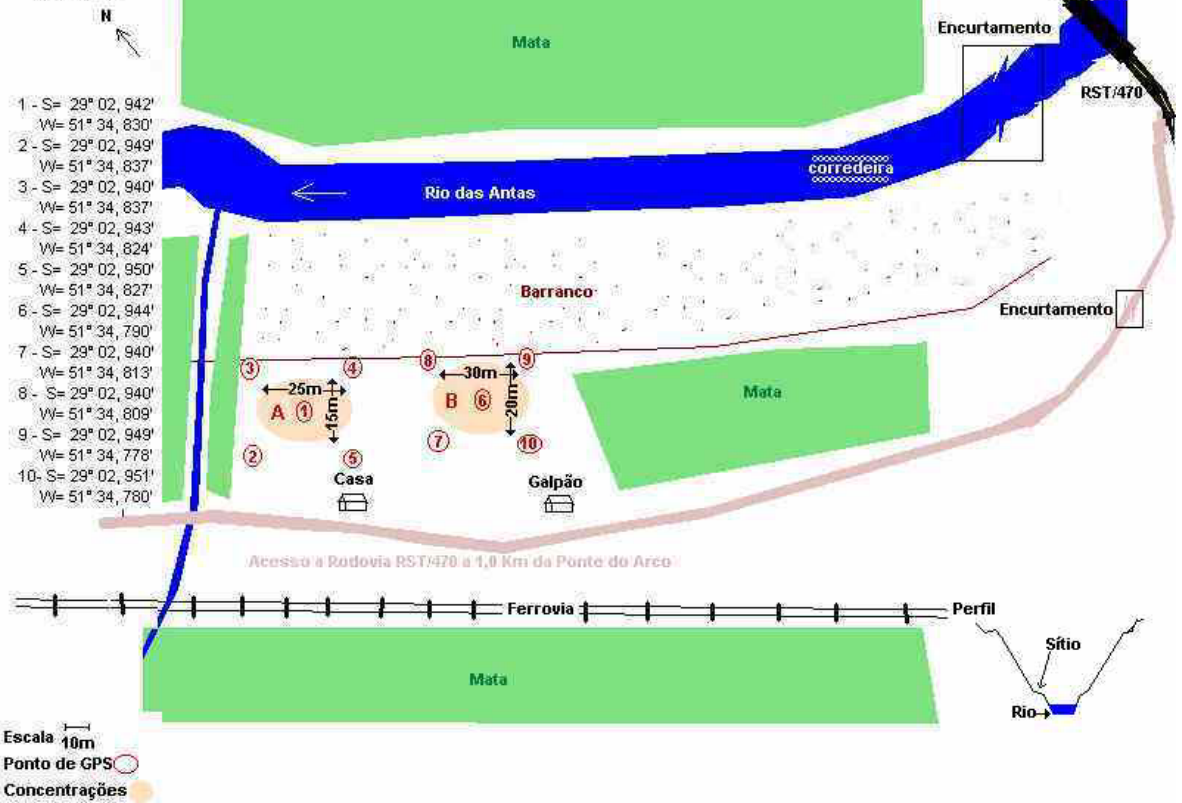 N
Mata
Encurtamento
RST/470
1 - S= 29° 02, 942'
W= 51° 34, 830'
2 - S= 29° 02, 949'
W= 51° 34, 837'
3 - S= 29° 02, 940'
W= 51° 34, 837'
4 - S= 29° 02, 943'
W= 51° 34, 824'
5 - S= 29° 02, 950'
W= 51° 34, 827'
6 - S= 29° 02, 944'
W= 51° 34, 790'
7 - S= 29° 02, 940'
W= 51° 34, 813'
8 - S= 29° 02, 940'
W= 51° 34, 809'
9 - S= 29° 02, 949'
W= 51° 34, 778'
10- S= 29° 02, 951'
W= 51° 34, 780'
corredeira
Rio das Antas
Barranco
Encurtamento
3
4
8
9
25m
30m
A 1
15m
B 6
20m
Mata
2
5
7
10
Casa
Galpão
Acesso a Rodovia RST/470 a 1,0 Km da Ponte do Arco
Ferrovia
Perfil
Sítio
Rio
Mata
Escala 10m
Ponto de GPS
Concentrações